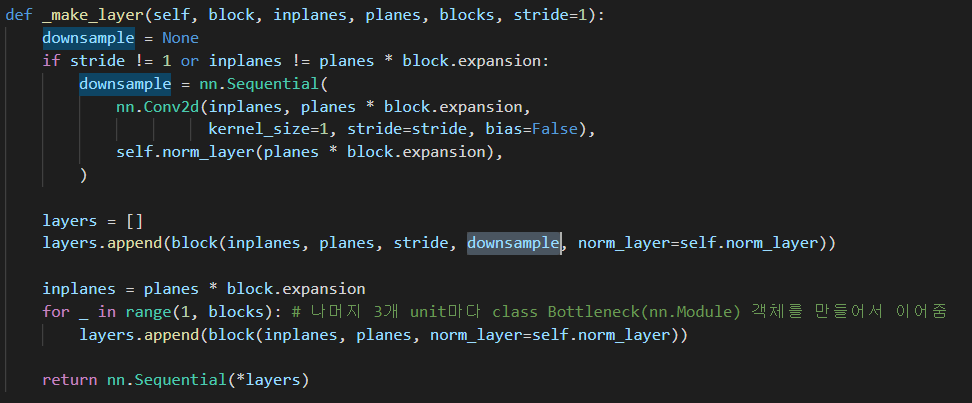 def _make_layer(self, block, inplanes, planes, blocks, stride=1):
    downsample = None
    if stride != 1 or inplanes != planes * block.expansion:
        downsample = nn.Sequential(
            nn.Conv2d(inplanes, planes * block.expansion,
                      kernel_size=1, stride=stride, bias=False),
            self.norm_layer(planes * block.expansion),
        )

    layers = []
    layers.append(block(inplanes, planes, stride, downsample, norm_layer=self.norm_layer))

    inplanes = planes * block.expansion
    for _ in range(1, blocks): # 나머지 3개 unit마다 class Bottleneck(nn.Module) 객체를 만들어서 이어줌
        layers.append(block(inplanes, planes, norm_layer=self.norm_layer))

    return nn.Sequential(*layers)